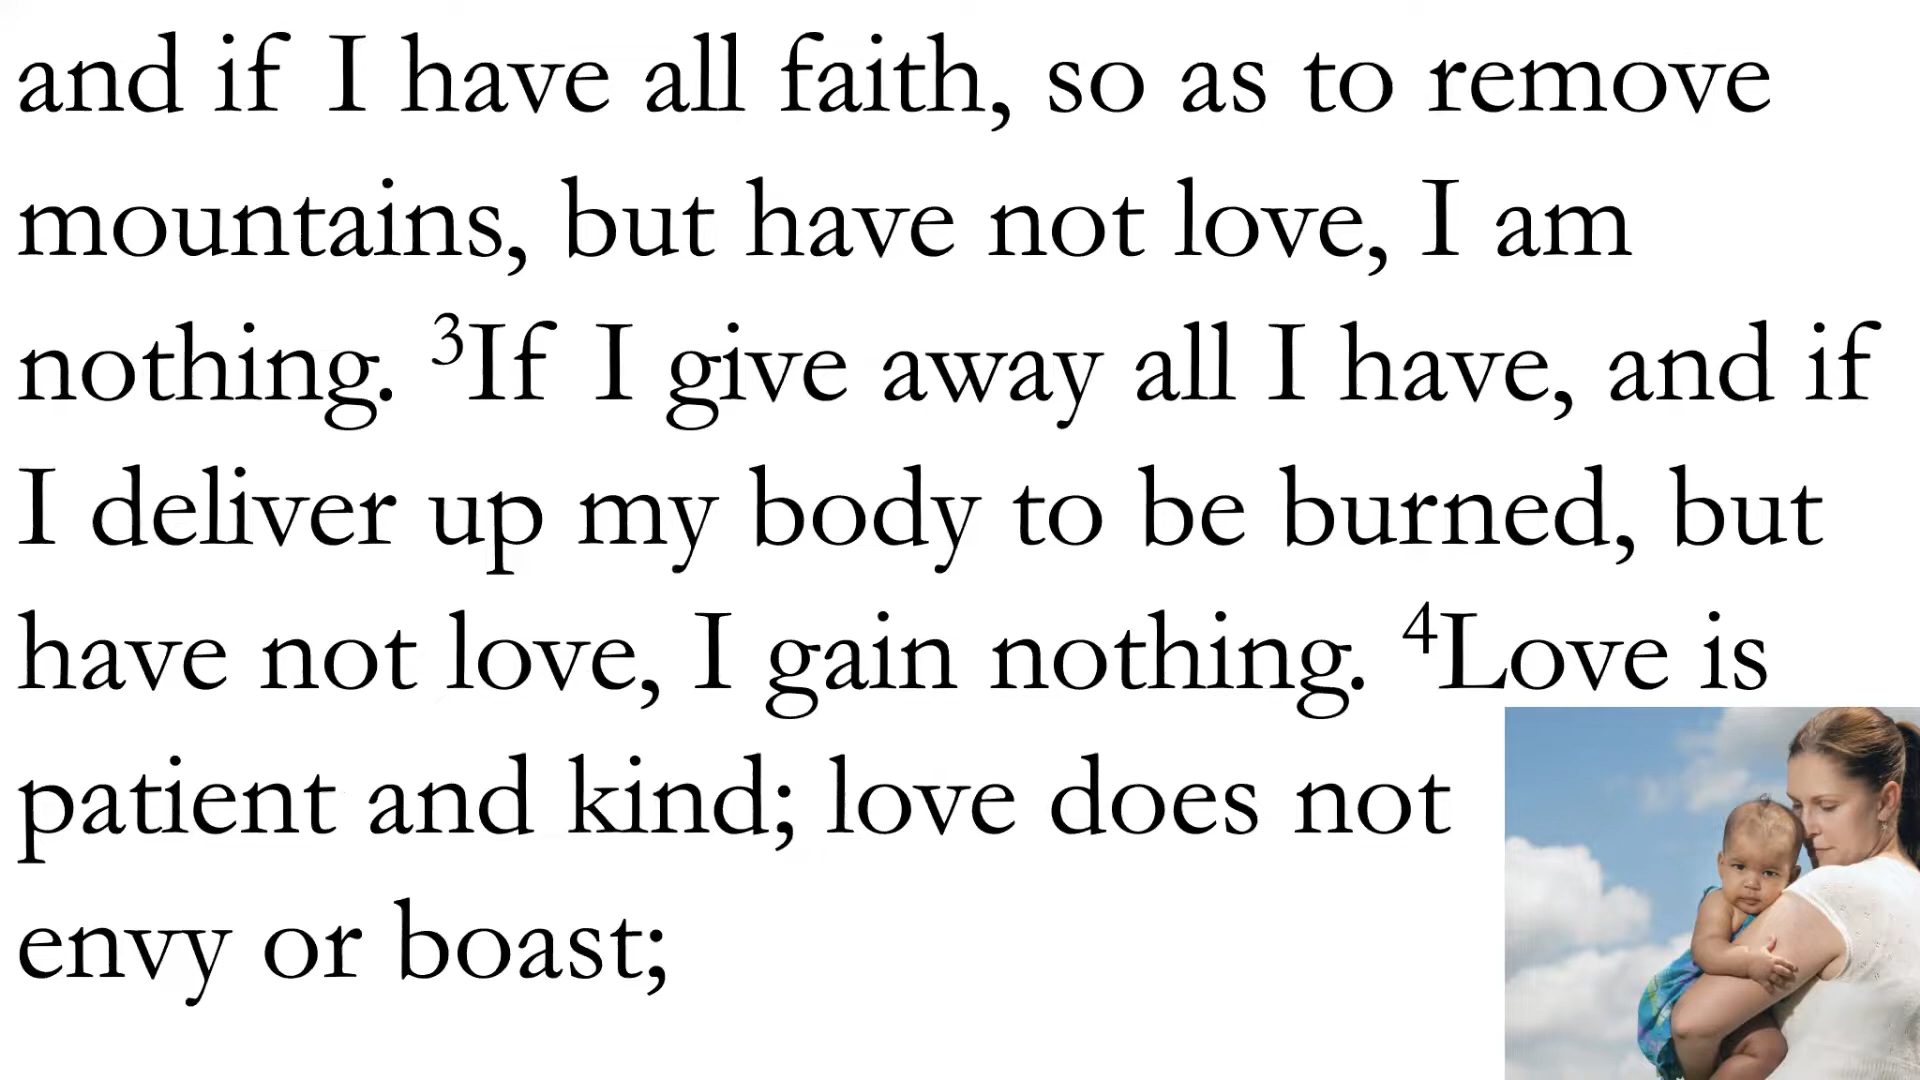 and if I have all faith, so as to remove
mountains, but have not love, I am
nothing. ³If I give away all I have, and if
I deliver up my body to be burned, but
have not love, I gain nothing. ⁴Love is
patient and kind; love does not
envy or boast;